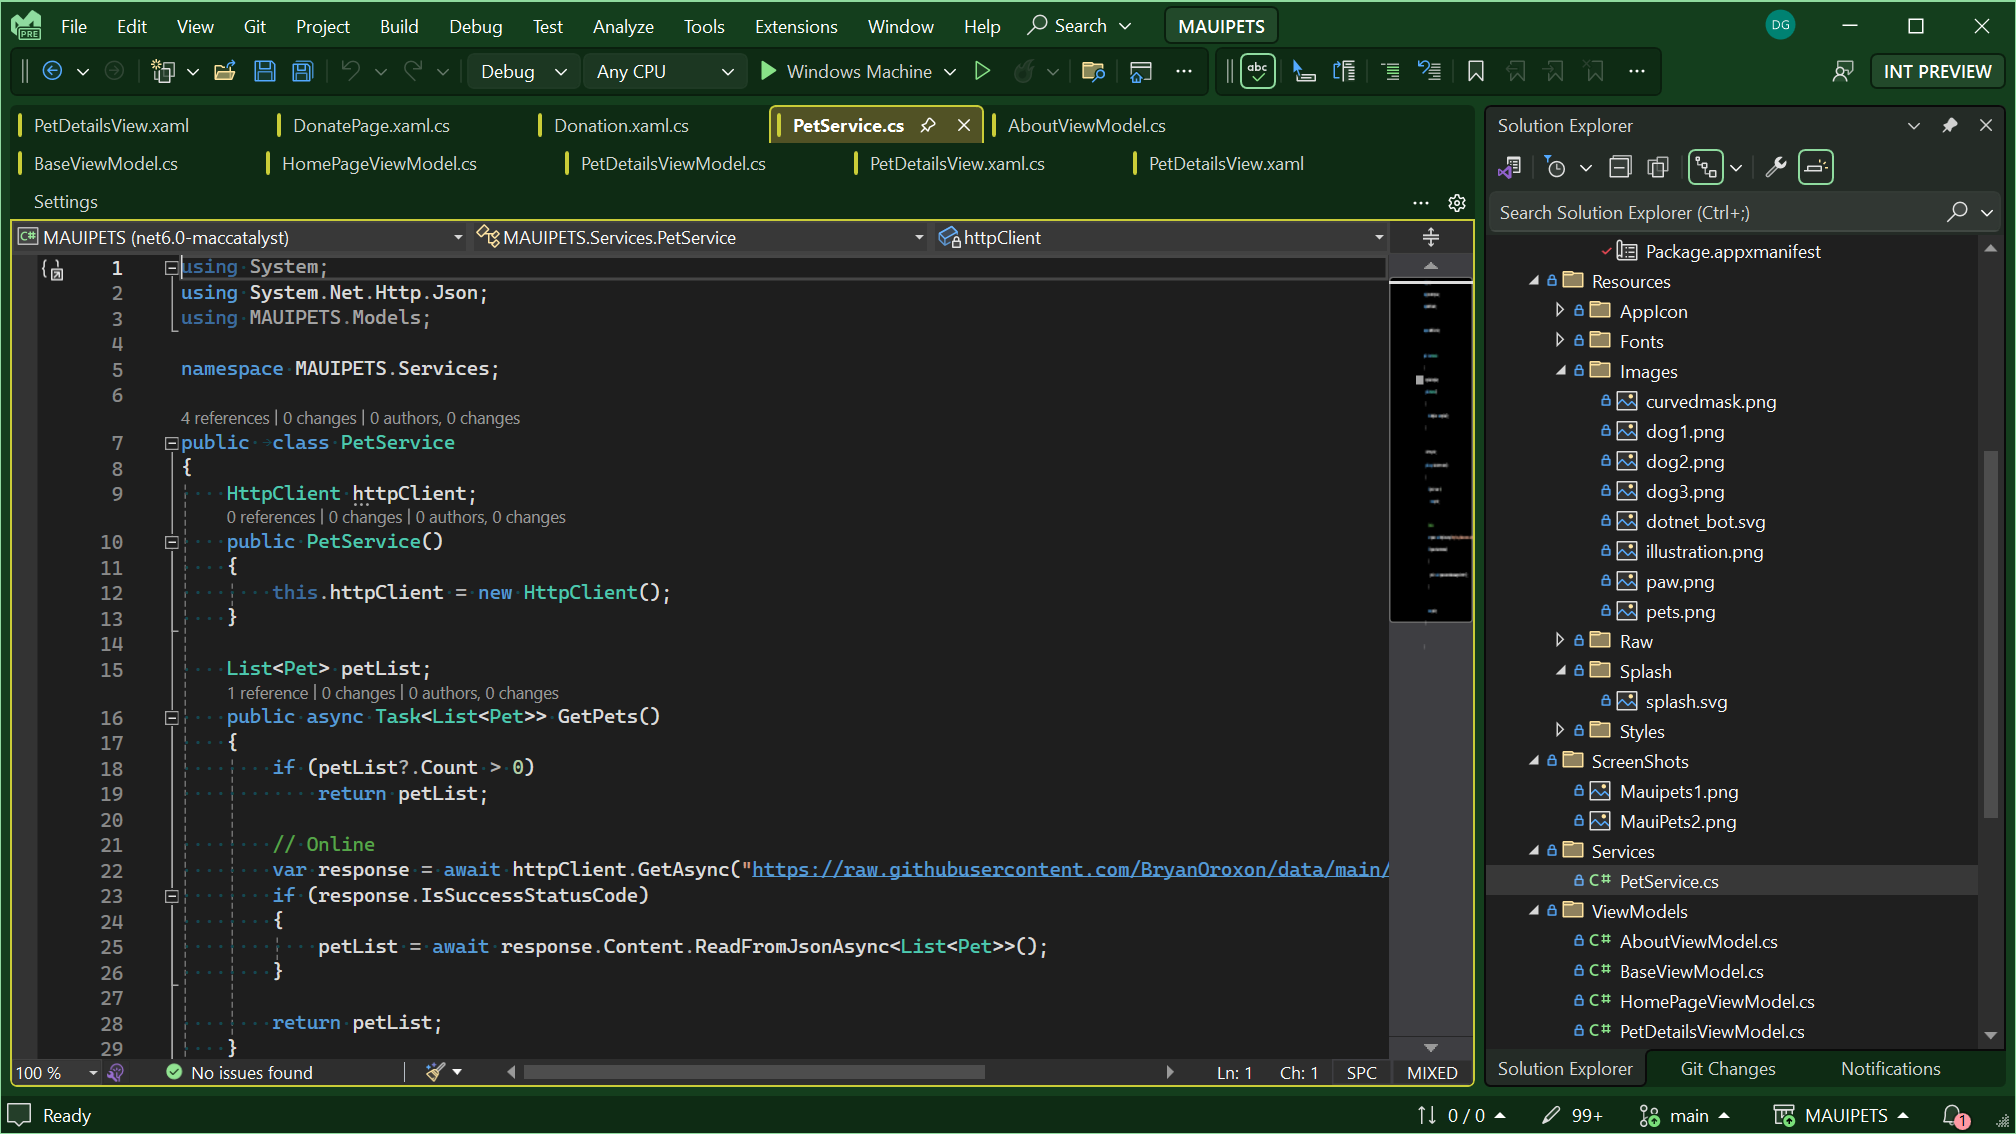 PRE File Edit View Git Project Build Debug Test Analyze Tools Extensions Window Help Search MAUIPETS DG
Debug Any CPU Windows Machine abc INT PREVIEW
PetDetailsView.xaml DonatePage.xaml.cs Donation.xaml.cs PetService.cs AboutViewModel.cs
BaseViewModel.cs HomePageViewModel.cs PetDetailsViewModel.cs PetDetailsView.xaml.cs PetDetailsView.xaml
Settings
C# MAUIPETS (net6.0-maccatalyst) MAUIPETS.Services.PetService httpClient
1 using System;
2 using System.Net.Http.Json;
3 using MAUIPETS.Models;
4
5 namespace MAUIPETS.Services;
6
4 references | 0 changes | 0 authors, 0 changes
7 public class PetService
8 {
9 HttpClient httpClient;
0 references | 0 changes | 0 authors, 0 changes
10 public PetService()
11 {
12 this.httpClient = new HttpClient();
13 }
14
15 List<Pet> petList;
1 reference | 0 changes | 0 authors, 0 changes
16 public async Task<List<Pet>> GetPets()
17 {
18 if (petList?.Count > 0)
19 return petList;
20
21 // Online
22 var response = await httpClient.GetAsync("https://raw.githubusercontent.com/BryanOroxon/data/main/
23 if (response.IsSuccessStatusCode)
24 {
25 petList = await response.Content.ReadFromJsonAsync<List<Pet>>();
26 }
27
28 return petList;
29 }
100 % No issues found Ln: 1 Ch: 1 SPC MIXED
Solution Explorer
Search Solution Explorer (Ctrl+;)
Package.appxmanifest
Resources
AppIcon
Fonts
Images
curvedmask.png
dog1.png
dog2.png
dog3.png
dotnet_bot.svg
illustration.png
paw.png
pets.png
Raw
Splash
splash.svg
Styles
ScreenShots
Mauipets1.png
MauiPets2.png
Services
C# PetService.cs
ViewModels
C# AboutViewModel.cs
C# BaseViewModel.cs
C# HomePageViewModel.cs
C# PetDetailsViewModel.cs
Solution Explorer Git Changes Notifications
Ready 0 / 0 99+ main MAUIPETS 1